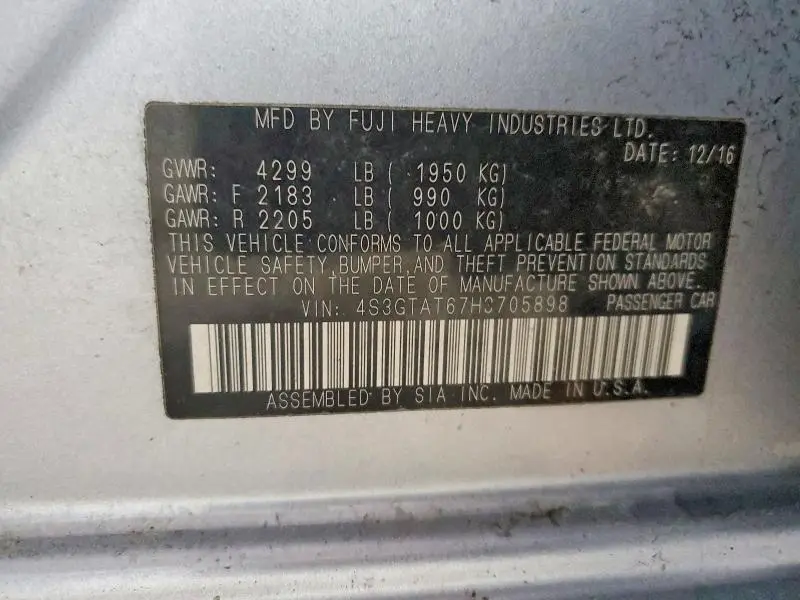 MFD BY FUJI HEAVY INDUSTRIES LTD.
DATE: 12/16
GVWR: 4299 LB ( 1950 KG)
GAWR: F 2183 LB ( 990 KG)
GAWR: R 2205 LB ( 1000 KG)
THIS VEHICLE CONFORMS TO ALL APPLICABLE FEDERAL MOTOR
VEHICLE SAFETY, BUMPER, AND THEFT PREVENTION STANDARDS
IN EFFECT ON THE DATE OF MANUFACTURE SHOWN ABOVE.
VIN: 4S3GTAT67H3705898 PASSENGER CAR
ASSEMBLED BY SIA INC. MADE IN U.S.A.